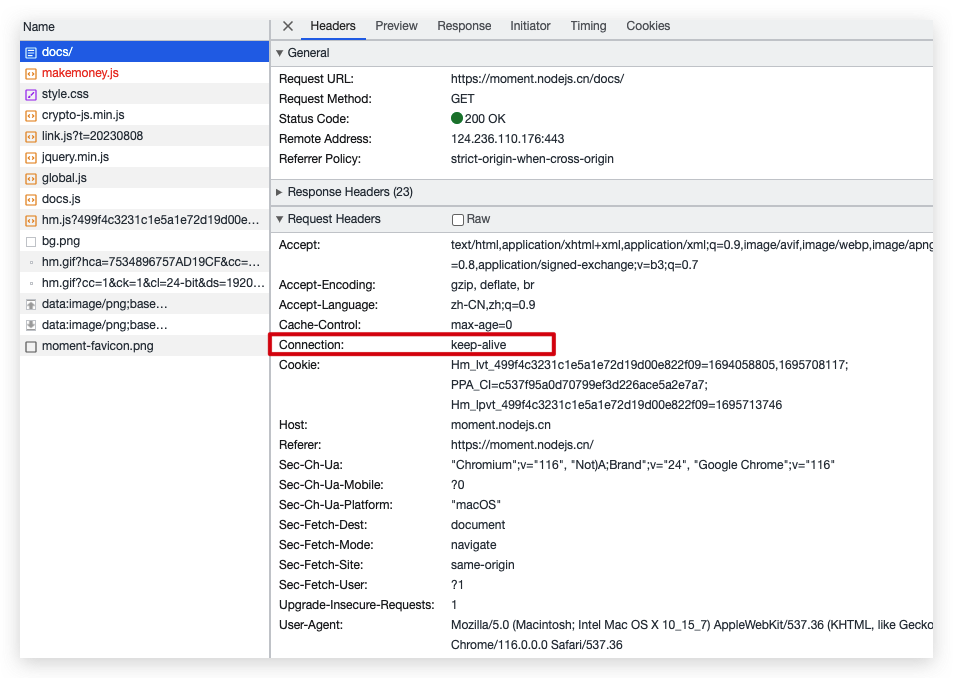 Name
docs/
makemoney.js
style.css
crypto-js.min.js
link.js?t=20230808
jquery.min.js
global.js
docs.js
hm.js?499f4c3231c1e5a1e72d19d00e...
bg.png
hm.gif?hca=7534896757AD19CF&cc=...
hm.gif?cc=1&ck=1&cl=24-bit&ds=1920...
data:image/png;base...
data:image/png;base...
moment-favicon.png
Headers Preview Response Initiator Timing Cookies
General
Request URL: https://moment.nodejs.cn/docs/
Request Method: GET
Status Code: 200 OK
Remote Address: 124.236.110.176:443
Referrer Policy: strict-origin-when-cross-origin
Response Headers (23)
Request Headers Raw
Accept: text/html,application/xhtml+xml,application/xml;q=0.9,image/avif,image/webp,image/apng
=0.8,application/signed-exchange;v=b3;q=0.7
Accept-Encoding: gzip, deflate, br
Accept-Language: zh-CN,zh;q=0.9
Cache-Control: max-age=0
Connection: keep-alive
Cookie: Hm_lvt_499f4c3231c1e5a1e72d19d00e822f09=1694058805,1695708117;
PPA_CI=c537f95a0d70799ef3d226ace5a2e7a7;
Hm_lpvt_499f4c3231c1e5a1e72d19d00e822f09=1695713746
Host: moment.nodejs.cn
Referer: https://moment.nodejs.cn/
Sec-Ch-Ua: "Chromium";v="116", "Not)A;Brand";v="24", "Google Chrome";v="116"
Sec-Ch-Ua-Mobile: ?0
Sec-Ch-Ua-Platform: "macOS"
Sec-Fetch-Dest: document
Sec-Fetch-Mode: navigate
Sec-Fetch-Site: same-origin
Sec-Fetch-User: ?1
Upgrade-Insecure-Requests: 1
User-Agent: Mozilla/5.0 (Macintosh; Intel Mac OS X 10_15_7) AppleWebKit/537.36 (KHTML, like Gecko
Chrome/116.0.0.0 Safari/537.36